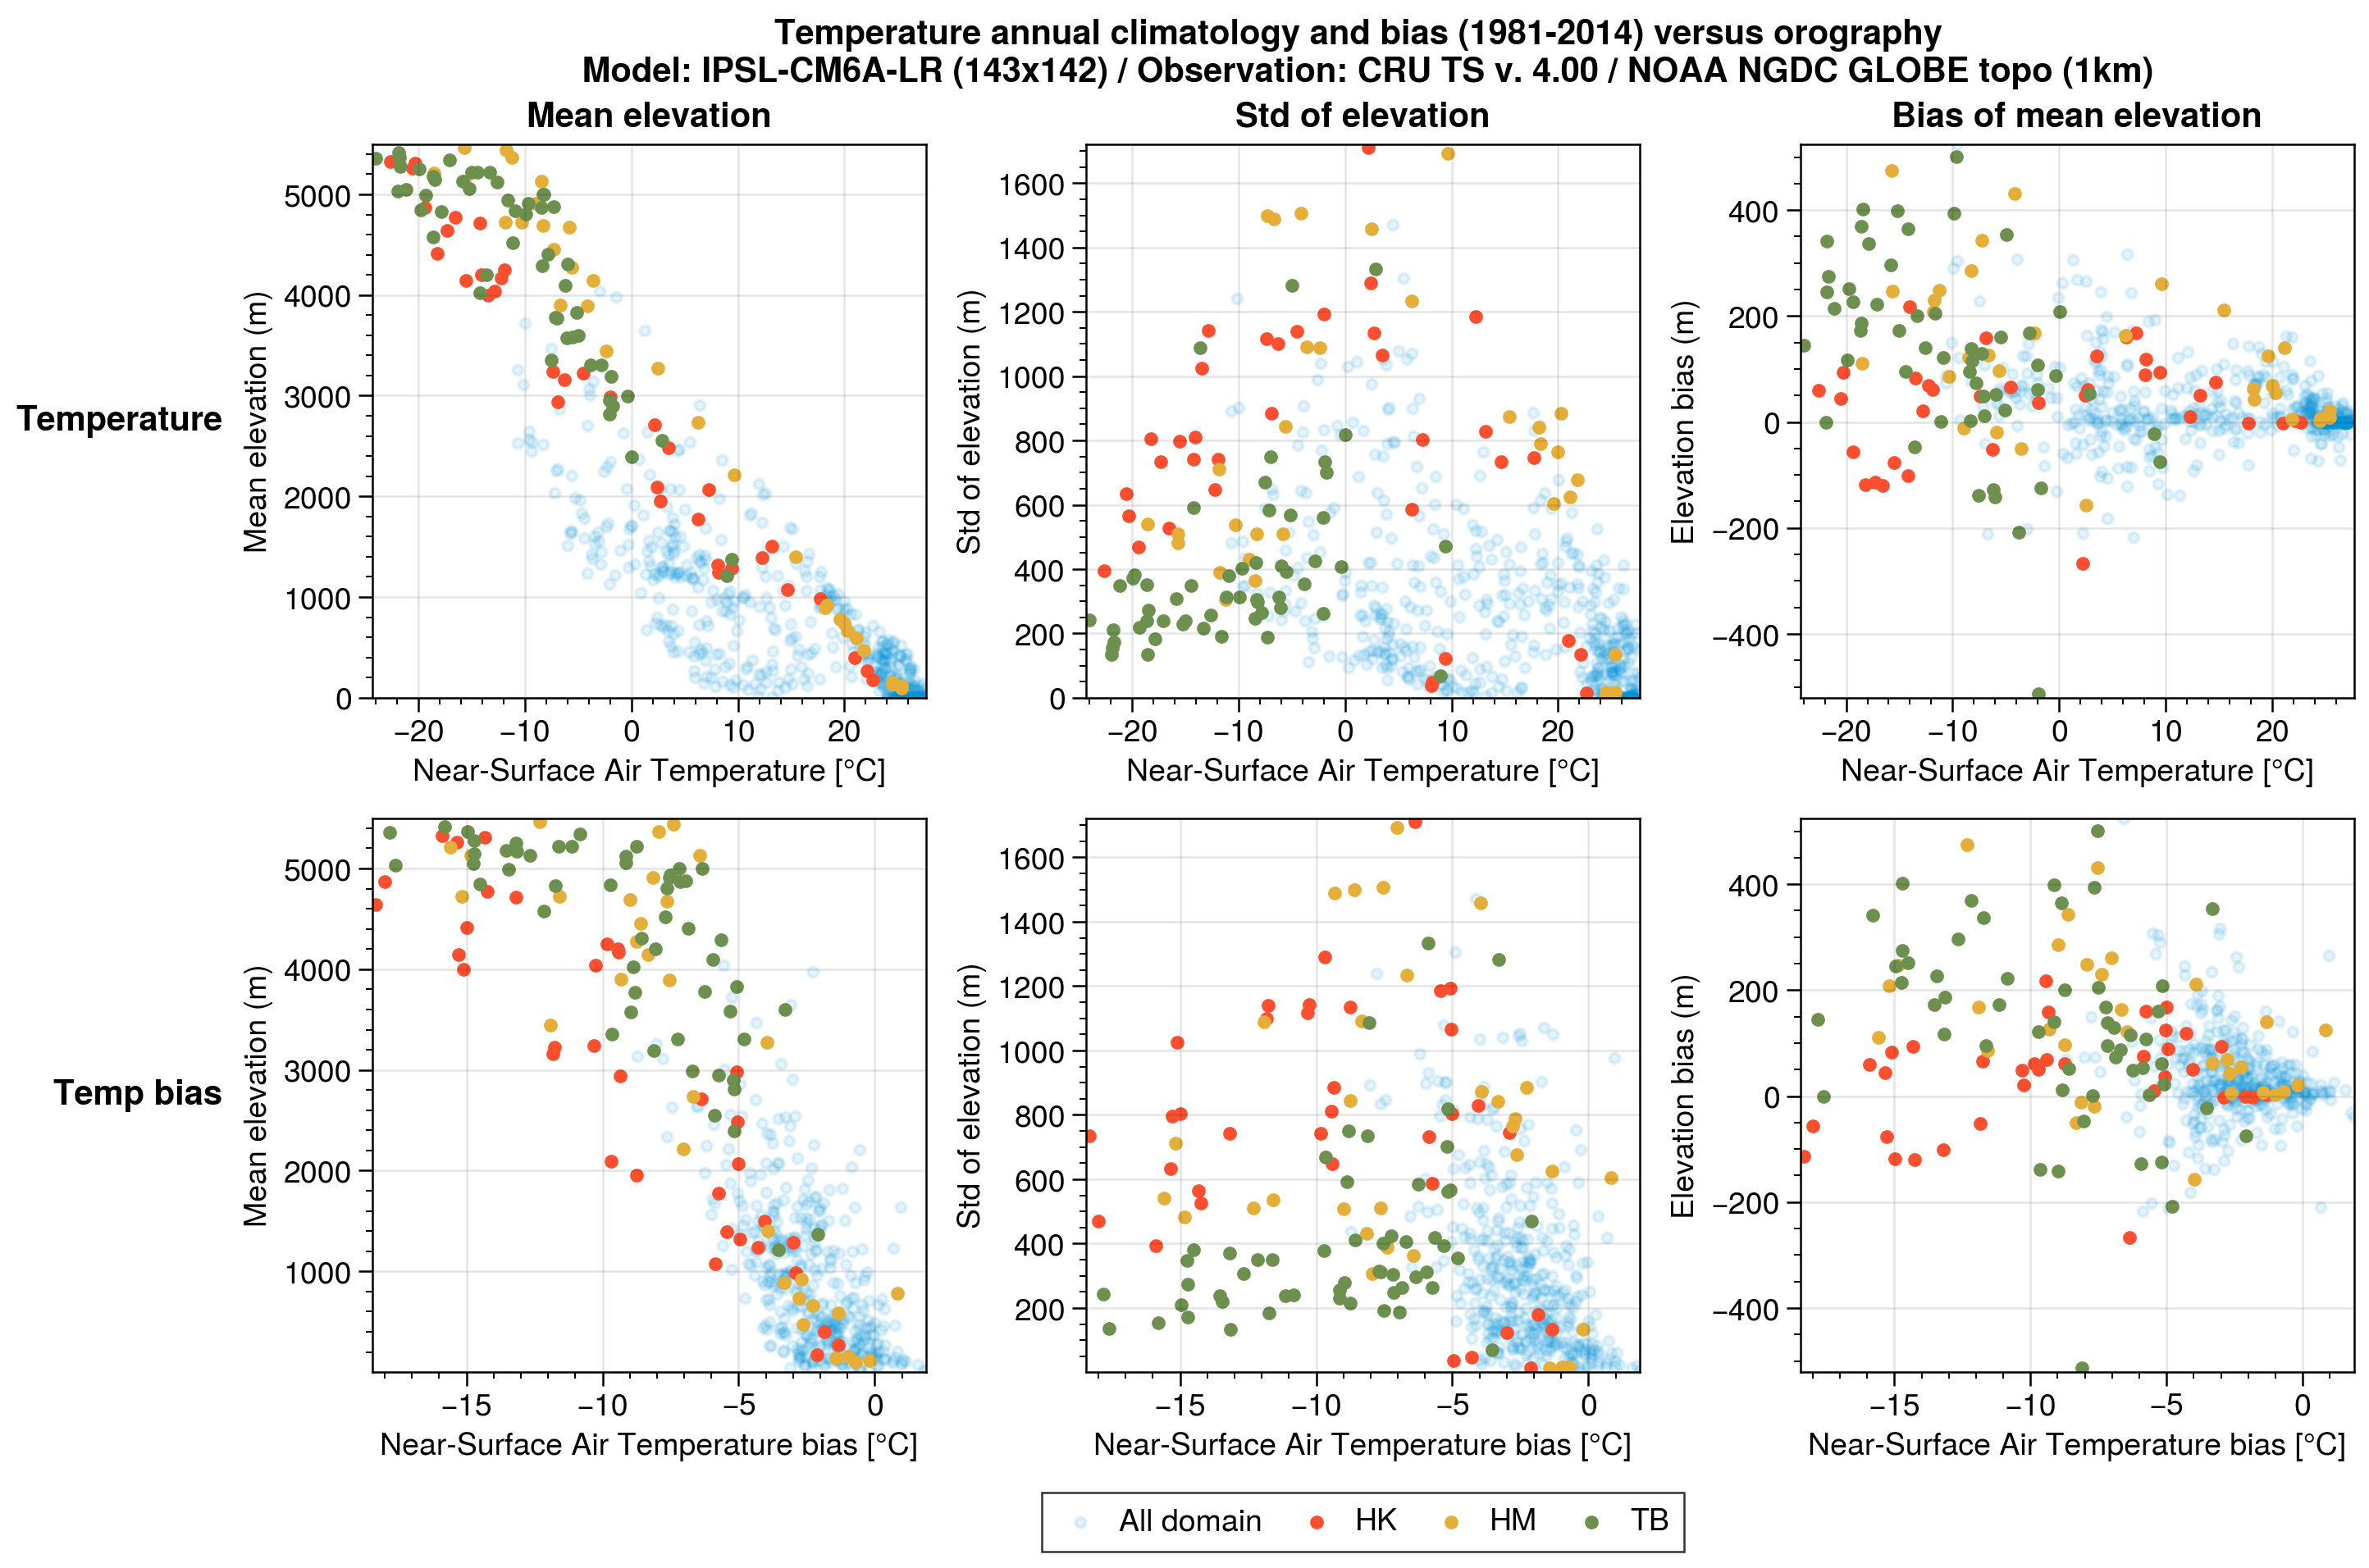 Temperature annual climatology and bias (1981-2014) versus orography
Model: IPSL-CM6A-LR (143x142) / Observation: CRU TS v. 4.00 / NOAA NGDC GLOBE topo (1km)
Mean elevation
Std of elevation
Bias of mean elevation
Temperature
Mean elevation (m)
5000
4000
3000
2000
1000
0
−20 −10 0 10 20
Near-Surface Air Temperature [°C]
Std of elevation (m)
1600
1400
1200
1000
800
600
400
200
0
−20 −10 0 10 20
Near-Surface Air Temperature [°C]
Elevation bias (m)
400
200
0
−200
−400
−20 −10 0 10 20
Near-Surface Air Temperature [°C]
Temp bias
Mean elevation (m)
5000
4000
3000
2000
1000
−15 −10 −5 0
Near-Surface Air Temperature bias [°C]
Std of elevation (m)
1600
1400
1200
1000
800
600
400
200
−15 −10 −5 0
Near-Surface Air Temperature bias [°C]
Elevation bias (m)
400
200
0
−200
−400
−15 −10 −5 0
Near-Surface Air Temperature bias [°C]
All domain HK HM TB